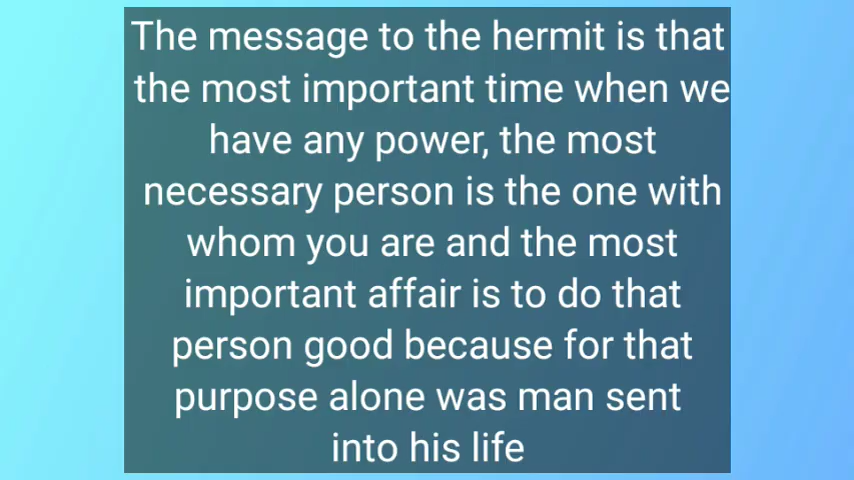 The message to the hermit is that
the most important time when we
have any power, the most
necessary person is the one with
whom you are and the most
important affair is to do that
person good because for that
purpose alone was man sent
into his life